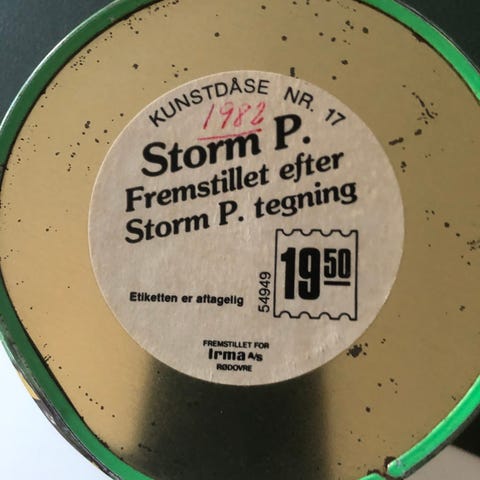 KUNSTDÅSE NR. 17
1982
Storm P.
Fremstillet efter
Storm P. tegning
19 50
54949
Etiketten er aftagelig
FREMSTILLET FOR
Irma A/S
RØDOVRE